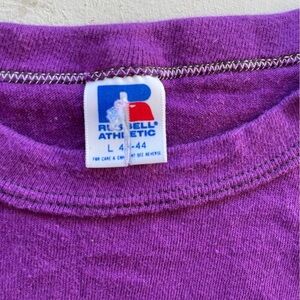 RUSSELL
ATHLETIC
L 42-44
FOR CARE & CONTENT SEE REVERSE